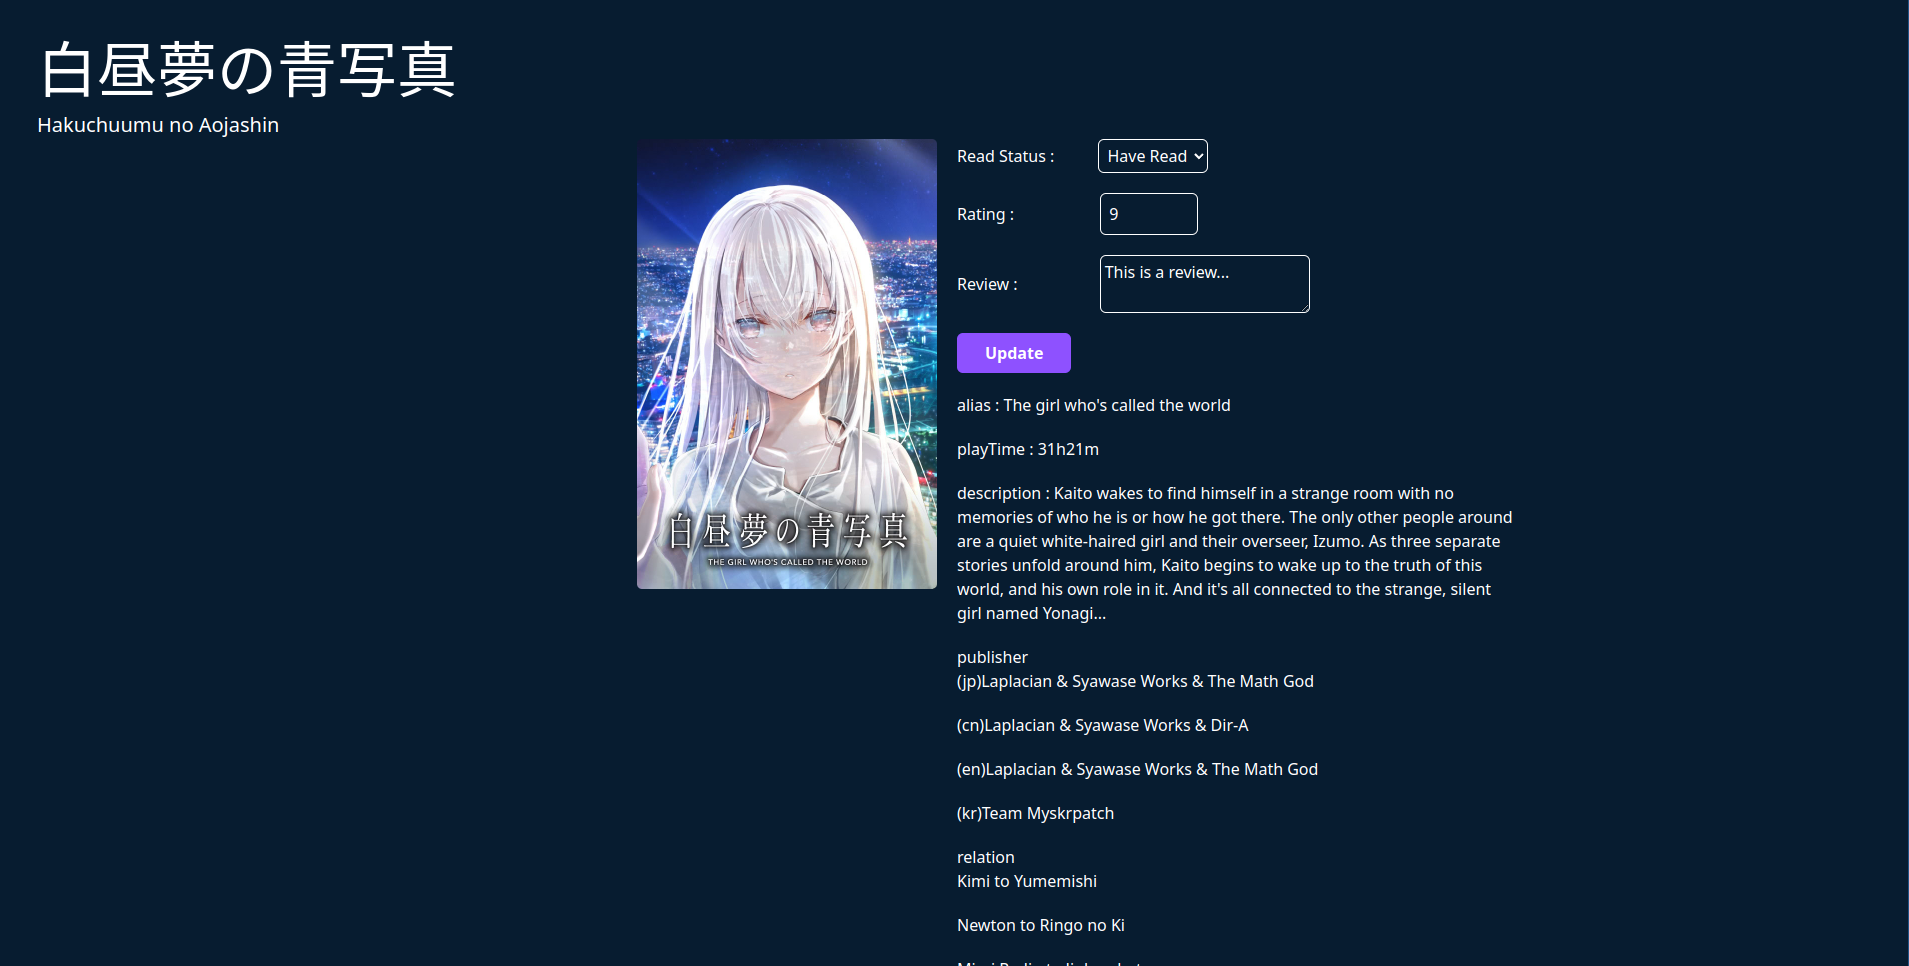 白昼夢の青写真
Hakuchuumu no Aojashin
白昼夢の青写真
THE GIRL WHO'S CALLED THE WORLD
Read Status :
Have Read
Rating :
9
Review :
This is a review...
Update
alias : The girl who's called the world
playTime : 31h21m
description : Kaito wakes to find himself in a strange room with no
memories of who he is or how he got there. The only other people around
are a quiet white-haired girl and their overseer, Izumo. As three separate
stories unfold around him, Kaito begins to wake up to the truth of this
world, and his own role in it. And it's all connected to the strange, silent
girl named Yonagi...
publisher
(jp)Laplacian & Syawase Works & The Math God
(cn)Laplacian & Syawase Works & Dir-A
(en)Laplacian & Syawase Works & The Math God
(kr)Team Myskrpatch
relation
Kimi to Yumemishi
Newton to Ringo no Ki